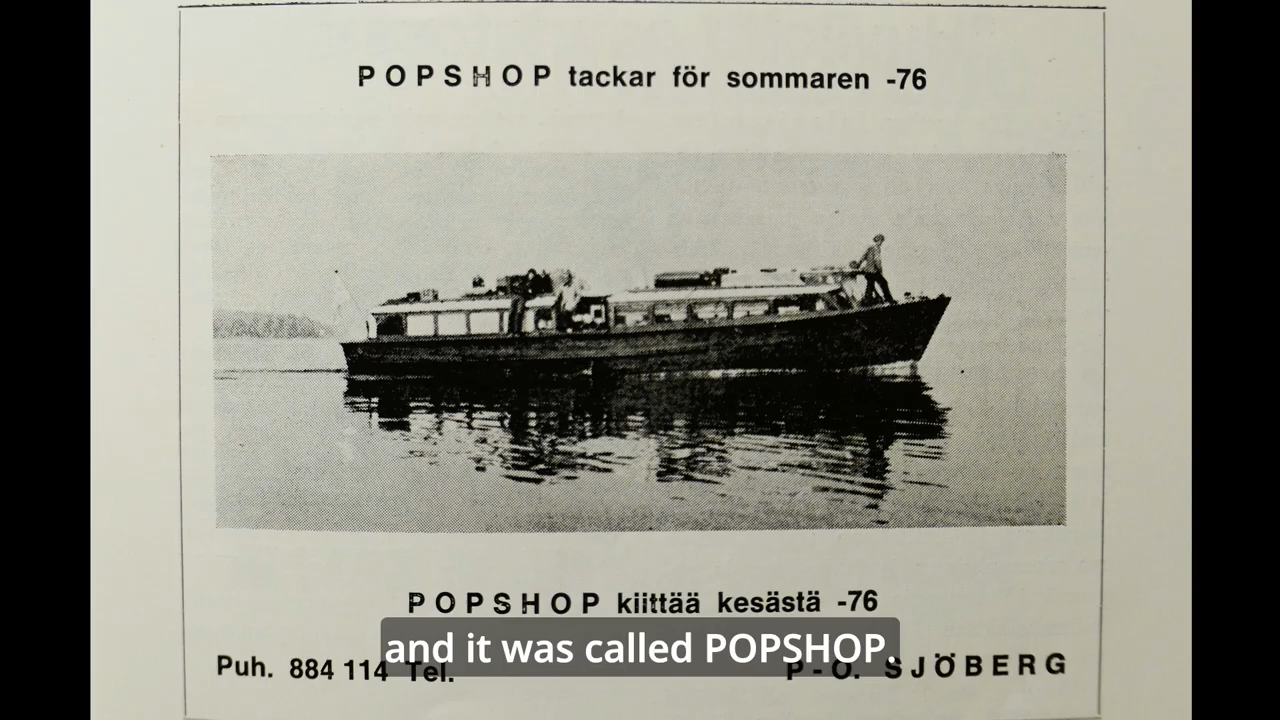 POPSHOP tackar för sommaren -76
POPSHOP kiittää kesästä -76
and it was called POPSHOP.
Puh. 884 114 Tel. P-O. SJÖBERG